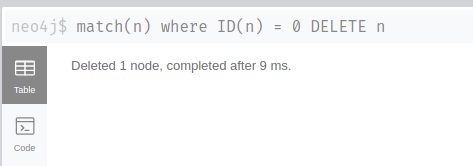 neo4j$ match(n) where ID(n) = 0 DELETE n
Deleted 1 node, completed after 9 ms.
Table
Code